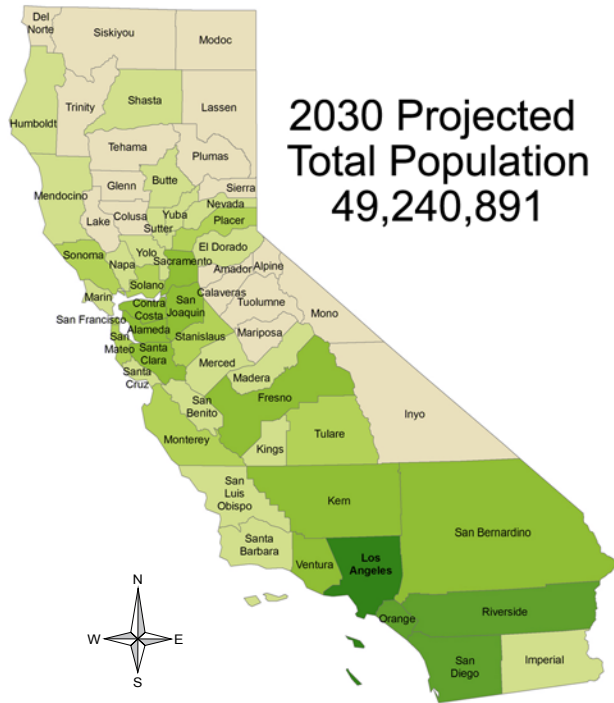 Del
Norte
Siskiyou
Modoc
Humboldt
Trinity
Shasta
Lassen
2030 Projected
Total Population
49,240,891
Tehama
Plumas
Mendocino
Glenn
Butte
Sierra
Lake
Colusa
Yuba
Sutter
Nevada
Placer
Sonoma
Napa
Yolo
Sacramento
El Dorado
Marin
Solano
Amador
Alpine
Calaveras
San Francisco
Contra
Costa
San
Joaquin
Tuolumne
Mono
Alameda
San
Mateo
Santa
Clara
Stanislaus
Mariposa
Santa
Cruz
Merced
Madera
San
Benito
Fresno
Inyo
Monterey
Kings
Tulare
San
Luis
Obispo
Kern
San Bernardino
Santa
Barbara
Ventura
Los
Angeles
Orange
Riverside
San
Diego
Imperial
N
W
E
S